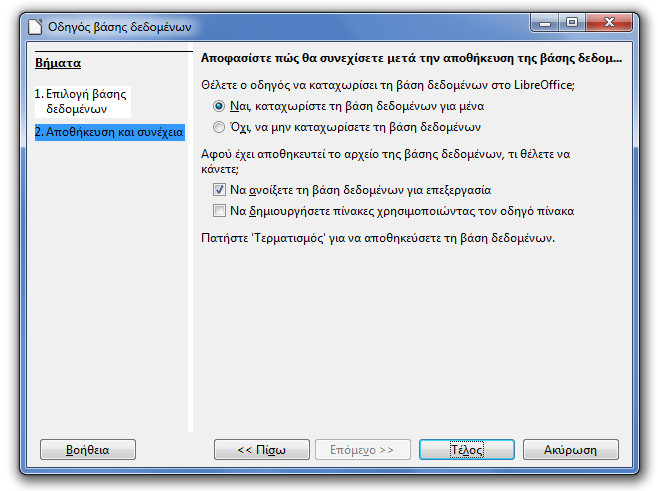 Οδηγός βάσης δεδομένων
Βήματα
1. Επιλογή βάσης
δεδομένων
2. Αποθήκευση και συνέχεια
Αποφασίστε πώς θα συνεχίσετε μετά την αποθήκευση της βάσης δεδομ...
Θέλετε ο οδηγός να καταχωρίσει τη βάση δεδομένων στο LibreOffice;
Ναι, καταχωρίστε τη βάση δεδομένων για μένα
Όχι, να μην καταχωρίσετε τη βάση δεδομένων
Αφού έχει αποθηκευτεί το αρχείο της βάσης δεδομένων, τι θέλετε να
κάνετε;
Να ανοίξετε τη βάση δεδομένων για επεξεργασία
Να δημιουργήσετε πίνακες χρησιμοποιώντας τον οδηγό πίνακα
Πατήστε 'Τερματισμός' για να αποθηκεύσετε τη βάση δεδομένων.
Βοήθεια
<< Πίσω
Επόμενο >>
Τέλος
Ακύρωση